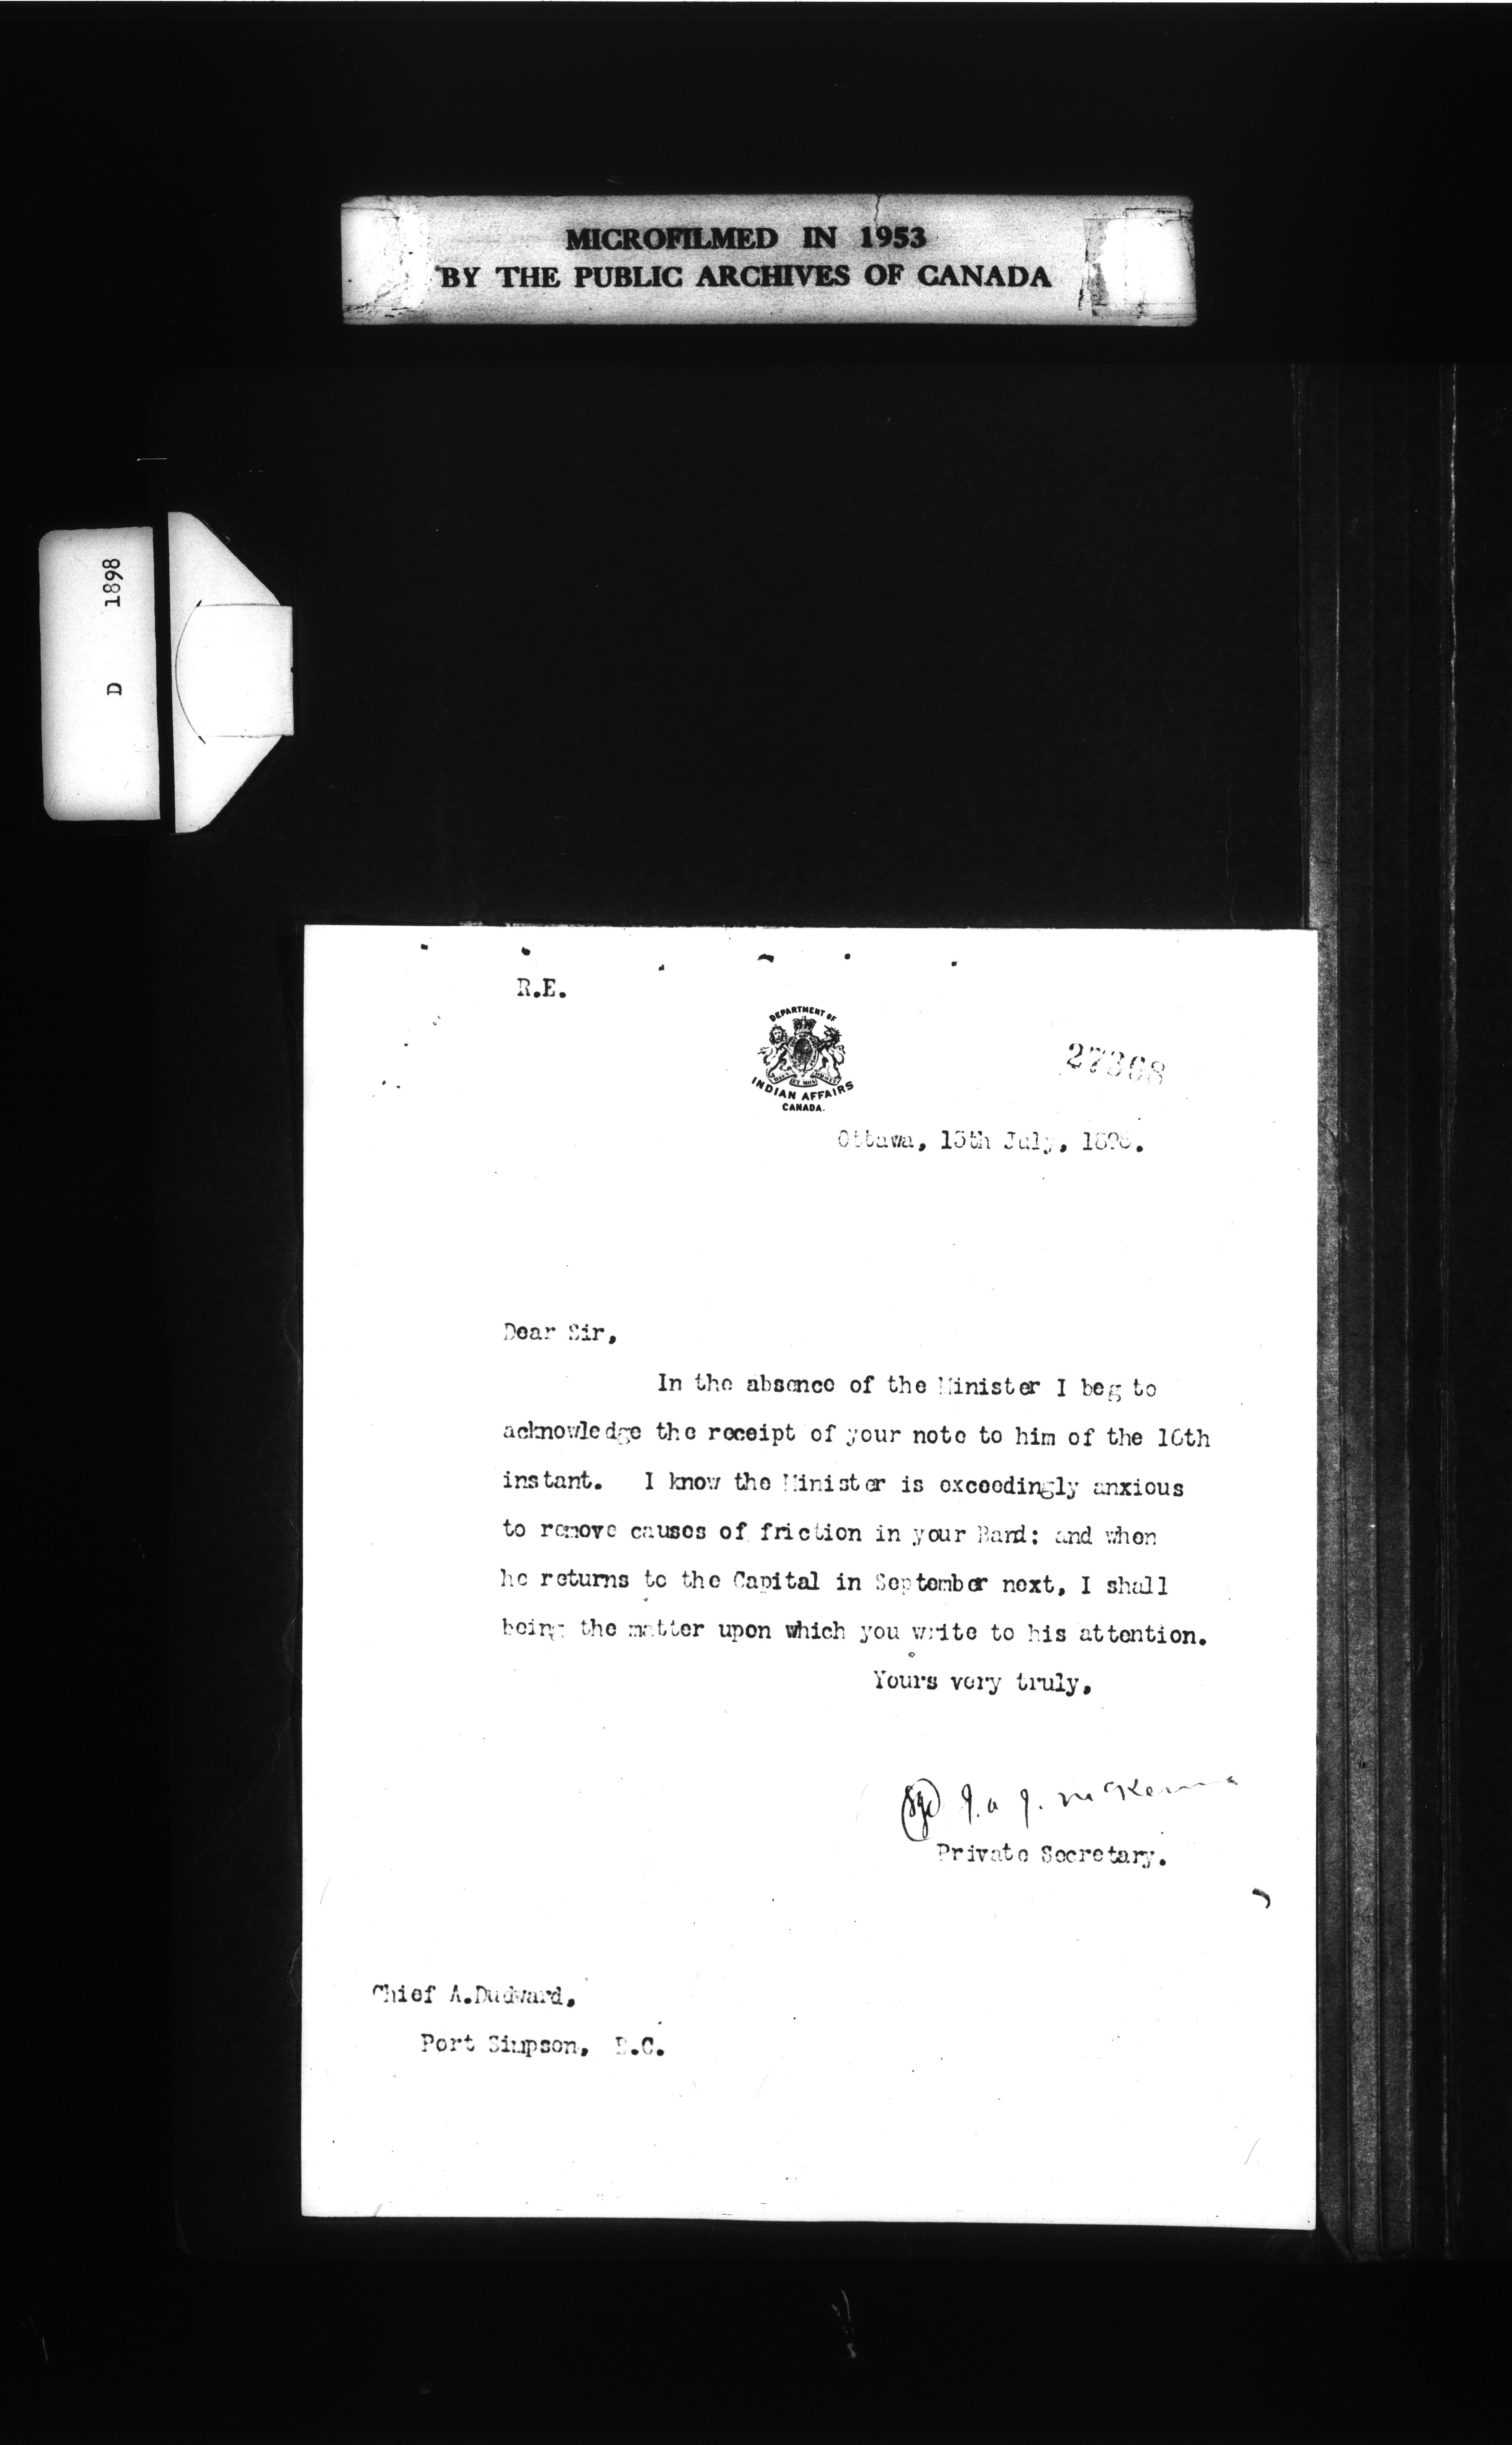 MICROFILMED IN 1953
BY THE PUBLIC ARCHIVES OF CANADA
D 1898
R.E.
DEPARTMENT OF
INDIAN AFFAIRS
CANADA.
27368
Ottawa, 15th July, 1898.
Dear Sir,
In the absence of the Minister I beg to
acknowledge the receipt of your note to him of the 10th
instant. I know the Minister is exceedingly anxious
to remove causes of friction in your Band: and when
he returns to the Capital in September next, I shall
being the matter upon which you write to his attention.
Yours very truly,
(sgd) J. A. J. McKenna
Private Secretary.
Chief A.Dudward,
Port Simpson, B.C.